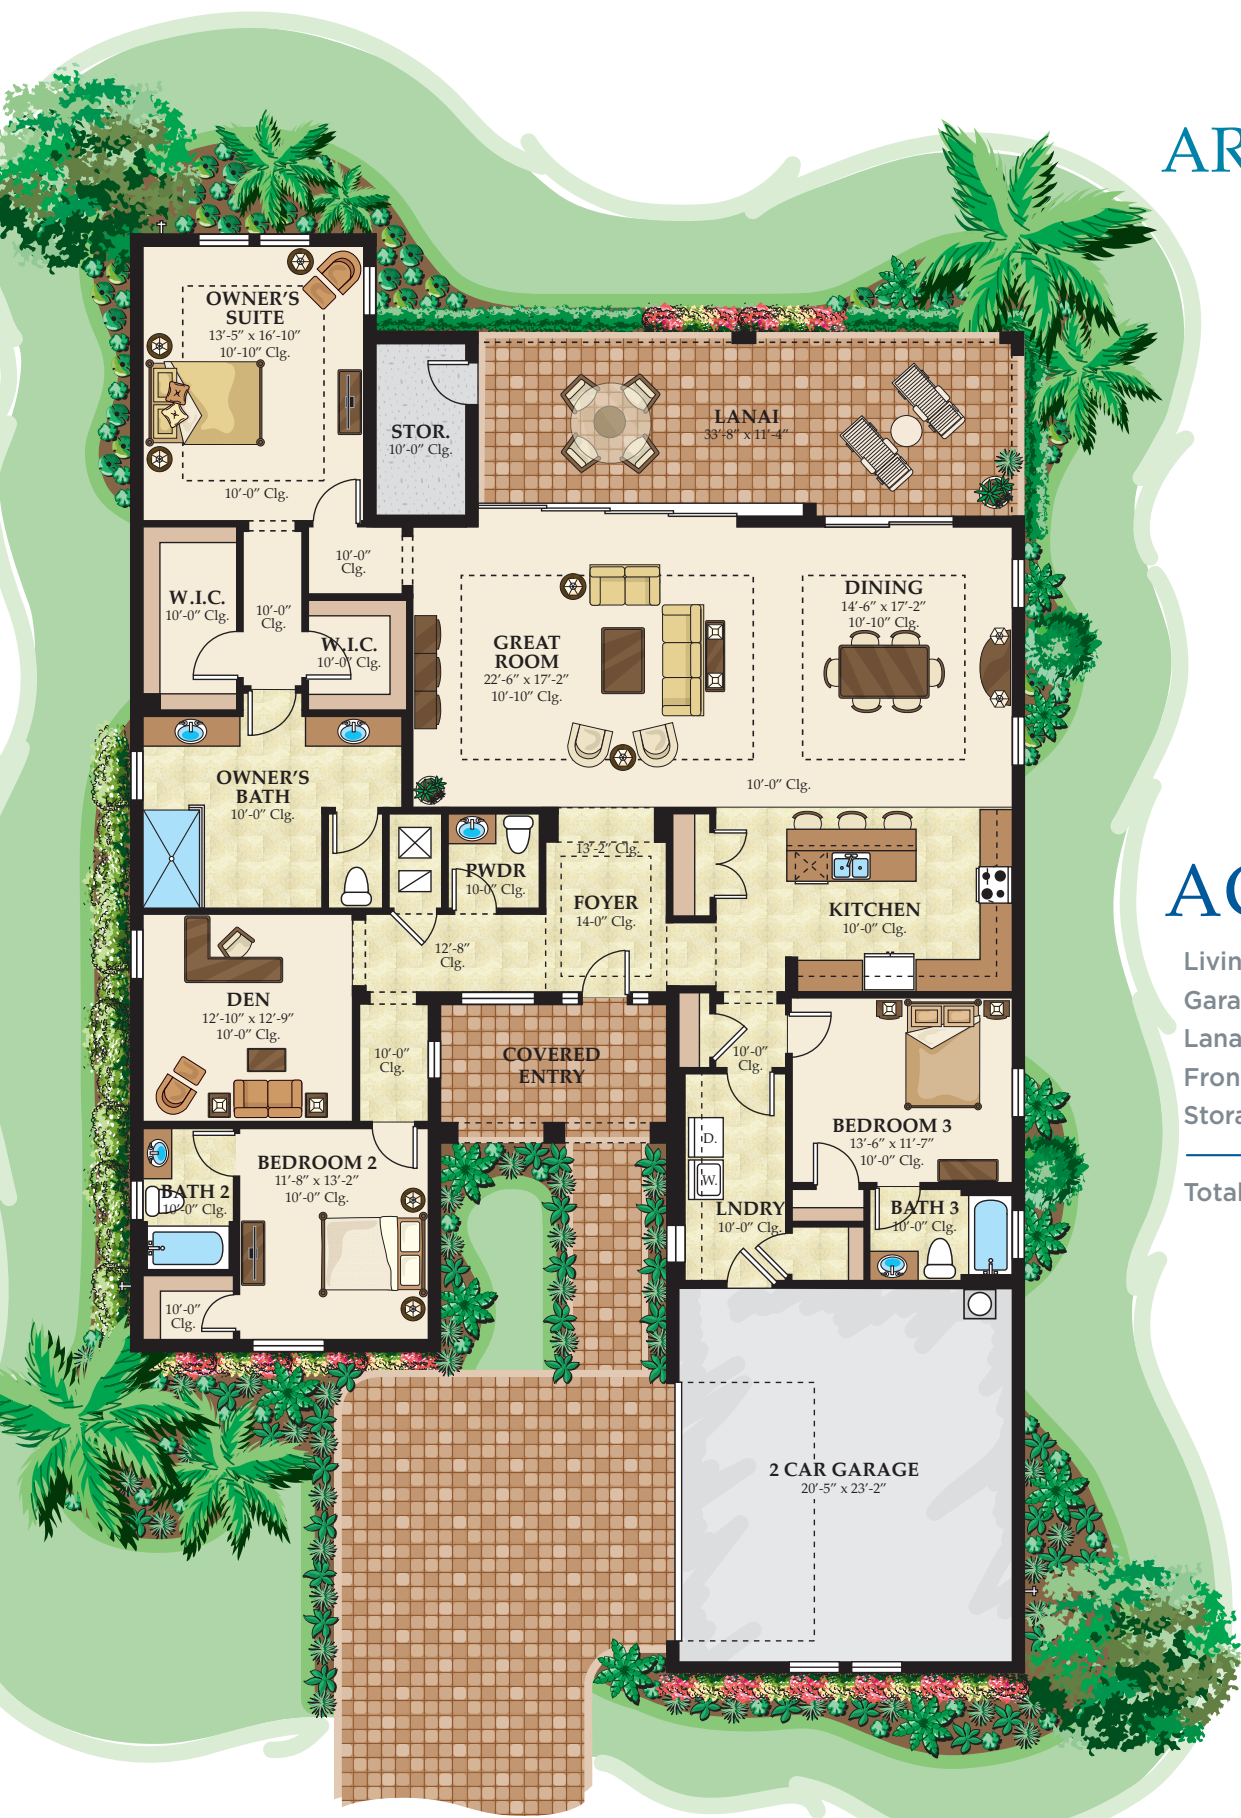 AR
OWNER'S
SUITE
13'-5" x 16'-10"
10'-10" Clg.
10'-0" Clg.
STOR.
10'-0" Clg.
LANAI
33'-8" x 11'-4"
W.I.C.
10'-0" Clg.
10'-0"
Clg.
10'-0"
Clg.
W.I.C.
10'-0" Clg.
GREAT
ROOM
22'-6" x 17'-2"
10'-10" Clg.
DINING
14'-6" x 17'-2"
10'-10" Clg.
10'-0" Clg.
OWNER'S
BATH
10'-0" Clg.
PWDR
10-0" Clg.
13'-2" Clg.
FOYER
14-0" Clg.
KITCHEN
10'-0" Clg.
12'-8"
Clg.
DEN
12'-10" x 12'-9"
10'-0" Clg.
10'-0"
Clg.
COVERED
ENTRY
10'-0"
Clg.
BEDROOM 3
13'-6" x 11'-7"
10'-0" Clg.
D.
W.
LNDRY
10'-0" Clg.
BATH 3
10'-0" Clg.
BEDROOM 2
11'-8" x 13'-2"
10'-0" Clg.
BATH 2
10'-0" Clg.
10'-0"
Clg.
2 CAR GARAGE
20'-5" x 23'-2"
AC
Livin
Gara
Lana
Fron
Stora
Total